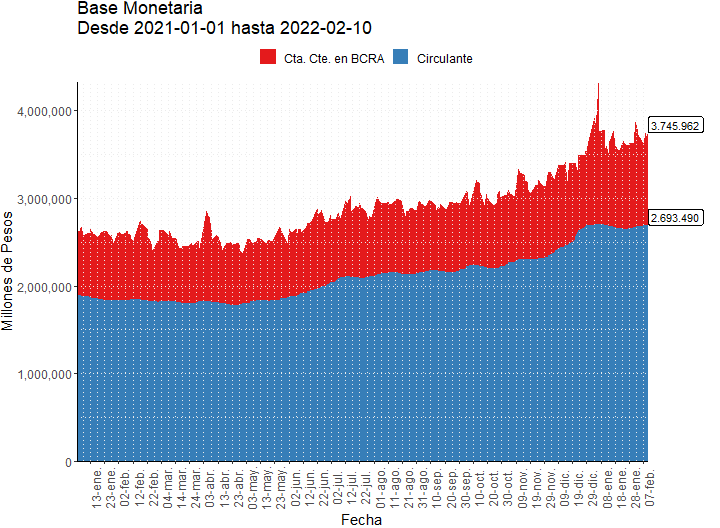 Base Monetaria
Desde 2021-01-01 hasta 2022-02-10
Cta. Cte. en BCRA
Circulante
Millones de Pesos
4,000,000
3,000,000
2,000,000
1,000,000
0
3.745.962
2.693.490
13-ene.
23-ene.
02-feb.
12-feb.
22-feb.
04-mar.
14-mar.
24-mar.
03-abr.
13-abr.
23-abr.
03-may.
13-may.
23-may.
02-jun.
12-jun.
22-jun.
02-jul.
12-jul.
22-jul.
01-ago.
11-ago.
21-ago.
31-ago.
10-sep.
20-sep.
30-sep.
10-oct.
20-oct.
30-oct.
09-nov.
19-nov.
29-nov.
09-dic.
19-dic.
29-dic.
08-ene.
18-ene.
28-ene.
07-feb.
Fecha